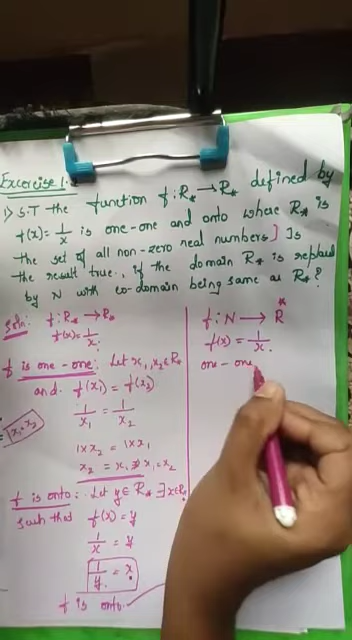 Excercise 1:
1) S.T the function f: R* → R* defined by
f(x) = 1/x is one-one and onto where R* is
the set of all non-zero real numbers] Is
the result true, if the domain R* is replaced
by N with co-domain being same as R*?
Soln: f: R* → R*
f(x) = 1/x.
f is one-one: Let x1, x2 ∈ R*
and f(x1) = f(x2)
1/x1 = 1/x2
x1 = x2
1×x2 = 1×x1
x2 = x1 ⇒ x1 = x2
f is onto: Let y ∈ R* ∃ x ∈ R*
such that f(x) = y
1/x = y
1/y = x.
f is onto.
f: N → R*
f(x) = 1/x.
one-one